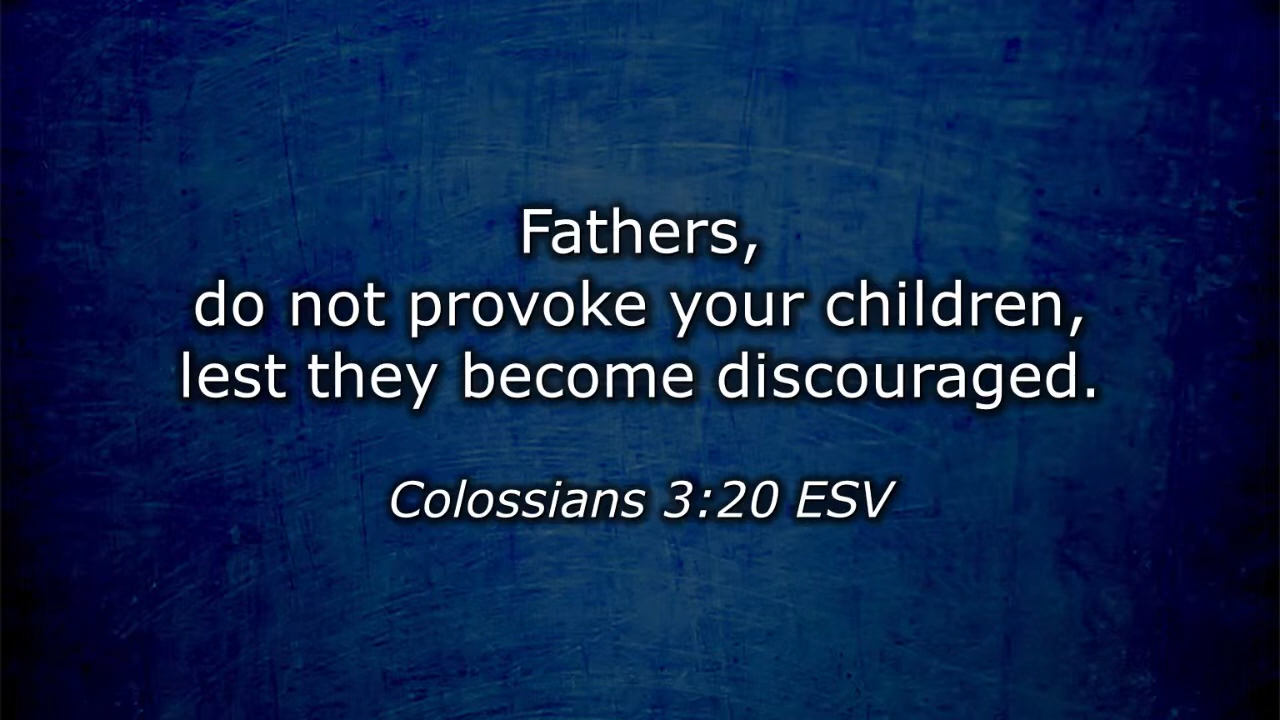 Fathers,
do not provoke your children,
lest they become discouraged.
Colossians 3:20 ESV